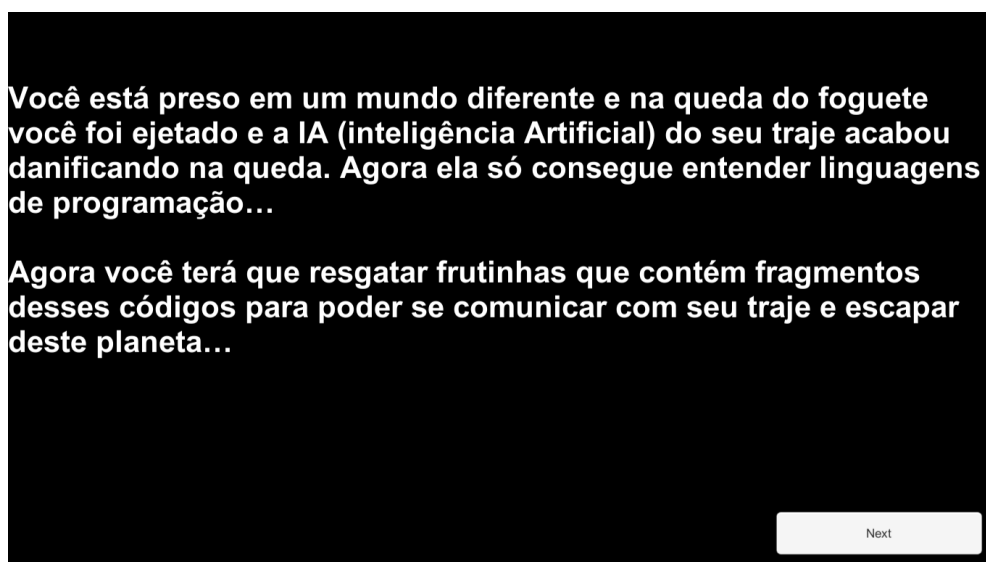 Você está preso em um mundo diferente e na queda do foguete
você foi ejetado e a IA (inteligência Artificial) do seu traje acabou
danificando na queda. Agora ela só consegue entender linguagens
de programação…
Agora você terá que resgatar frutinhas que contém fragmentos
desses códigos para poder se comunicar com seu traje e escapar
deste planeta…
Next